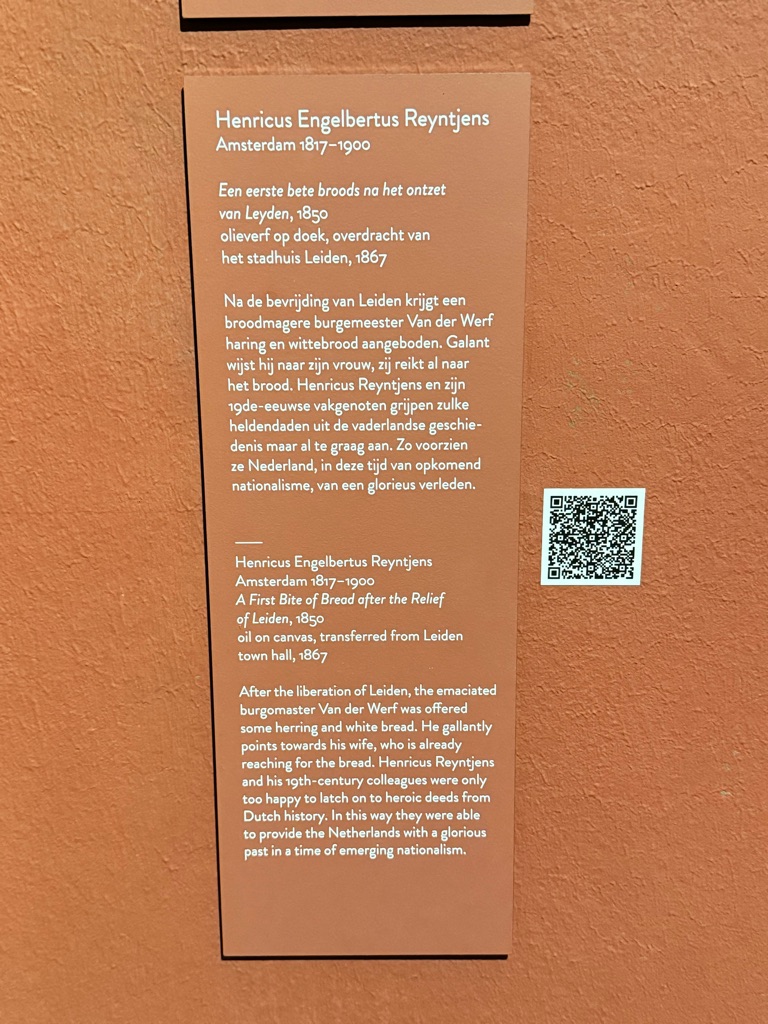 Henricus Engelbertus Reyntjens
Amsterdam 1817–1900
Een eerste bete broods na het ontzet
van Leyden, 1850
olieverf op doek, overdracht van
het stadhuis Leiden, 1867
Na de bevrijding van Leiden krijgt een
broodmagere burgemeester Van der Werf
haring en wittebrood aangeboden. Galant
wijst hij naar zijn vrouw, zij reikt al naar
het brood. Henricus Reyntjens en zijn
19de-eeuwse vakgenoten grijpen zulke
heldendaden uit de vaderlandse geschie-
denis maar al te graag aan. Zo voorzien
ze Nederland, in deze tijd van opkomend
nationalisme, van een glorieus verleden.
Henricus Engelbertus Reyntjens
Amsterdam 1817–1900
A First Bite of Bread after the Relief
of Leiden, 1850
oil on canvas, transferred from Leiden
town hall, 1867
After the liberation of Leiden, the emaciated
burgomaster Van der Werf was offered
some herring and white bread. He gallantly
points towards his wife, who is already
reaching for the bread. Henricus Reyntjens
and his 19th-century colleagues were only
too happy to latch on to heroic deeds from
Dutch history. In this way they were able
to provide the Netherlands with a glorious
past in a time of emerging nationalism.